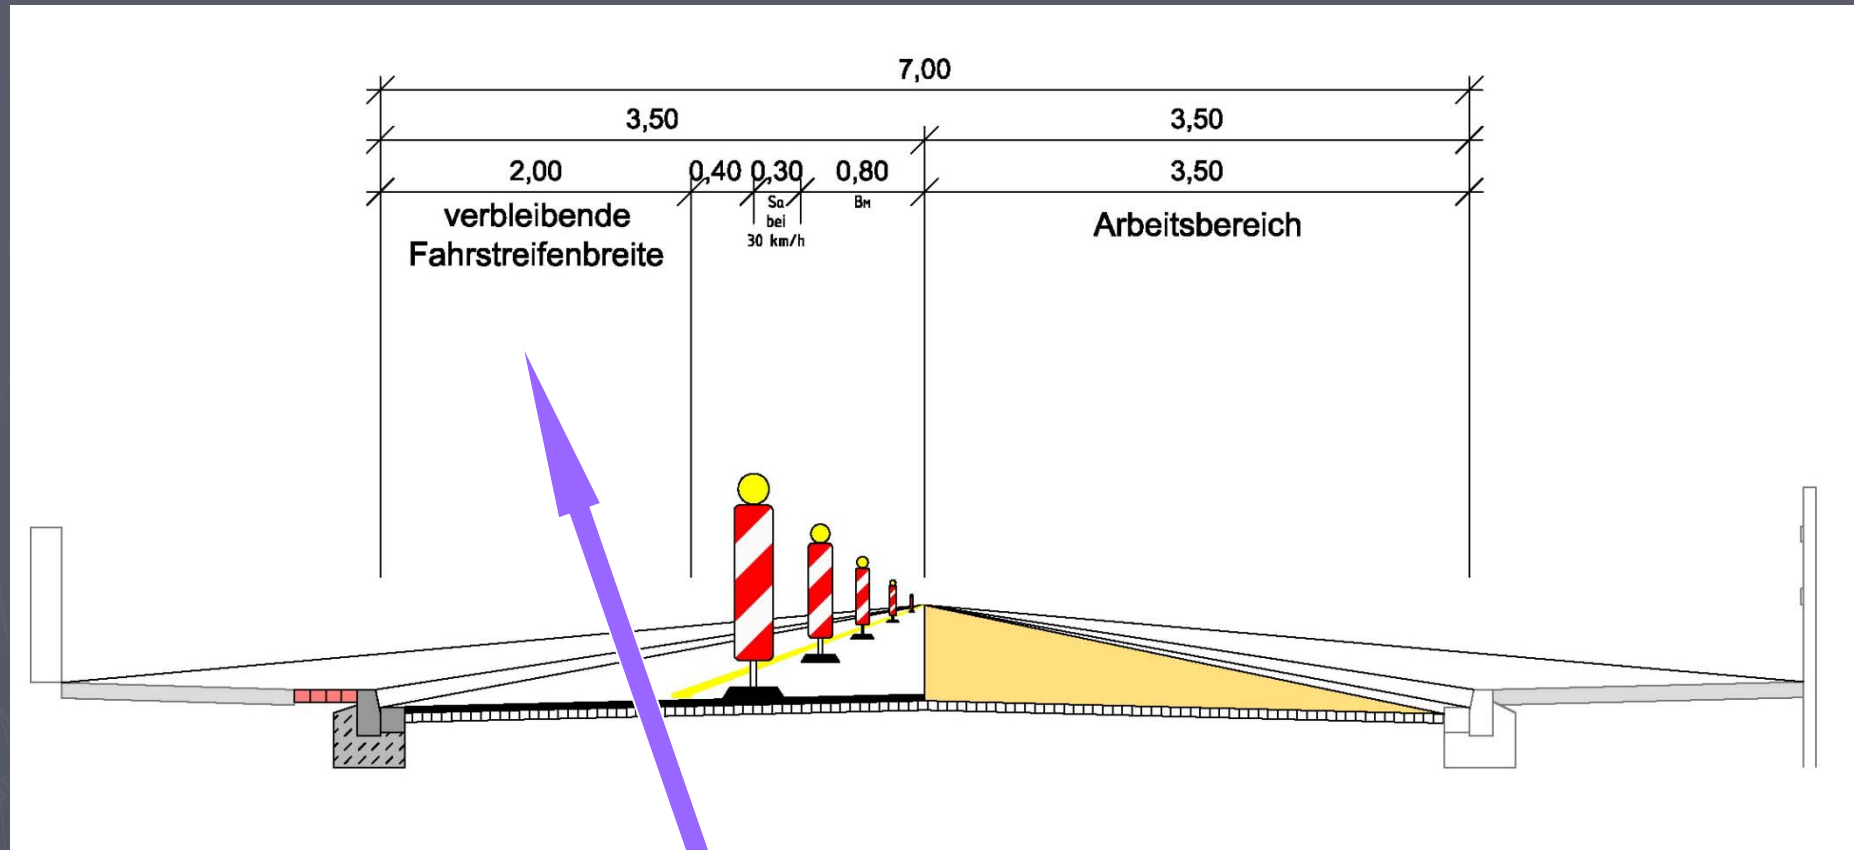 7,00
3,50 3,50
2,00 0,40 0,30 0,80 3,50
verbleibende
Fahrstreifenbreite
Sa
bei
30 km/h
BM
Arbeitsbereich